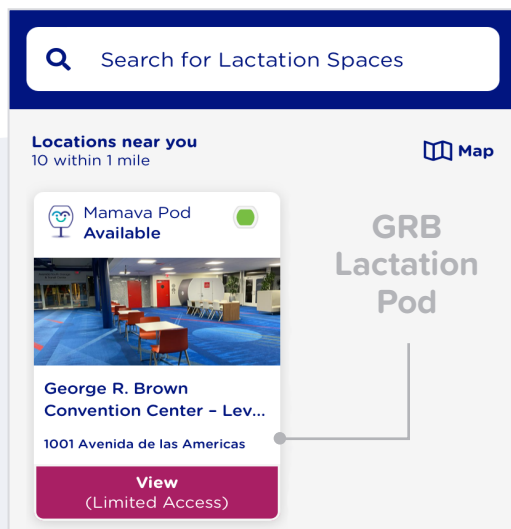 Search for Lactation Spaces
Locations near you
10 within 1 mile
Map
Mamava Pod
Available
GRB
Lactation
Pod
George R. Brown
Convention Center – Lev...
1001 Avenida de las Americas
View
(Limited Access)